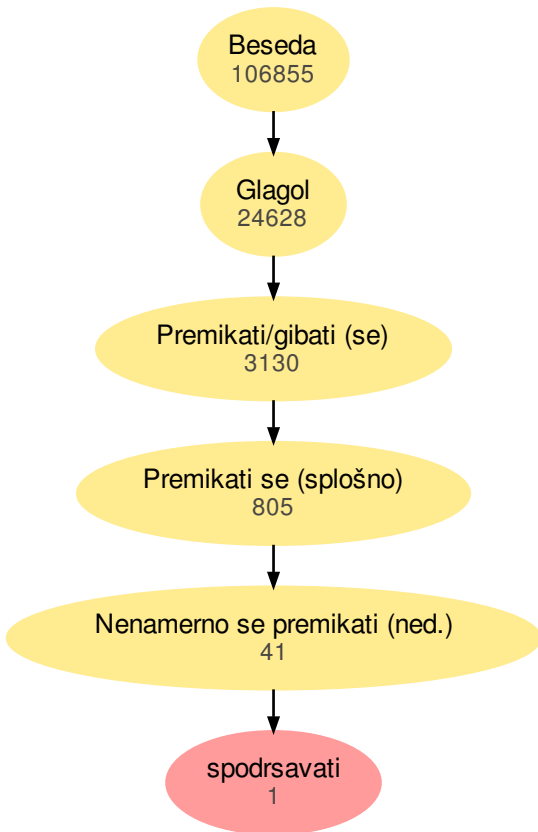 Beseda
106855
Glagol
24628
Premikati/gibati (se)
3130
Premikati se (splošno)
805
Nenamerno se premikati (ned.)
41
spodrsavati
1